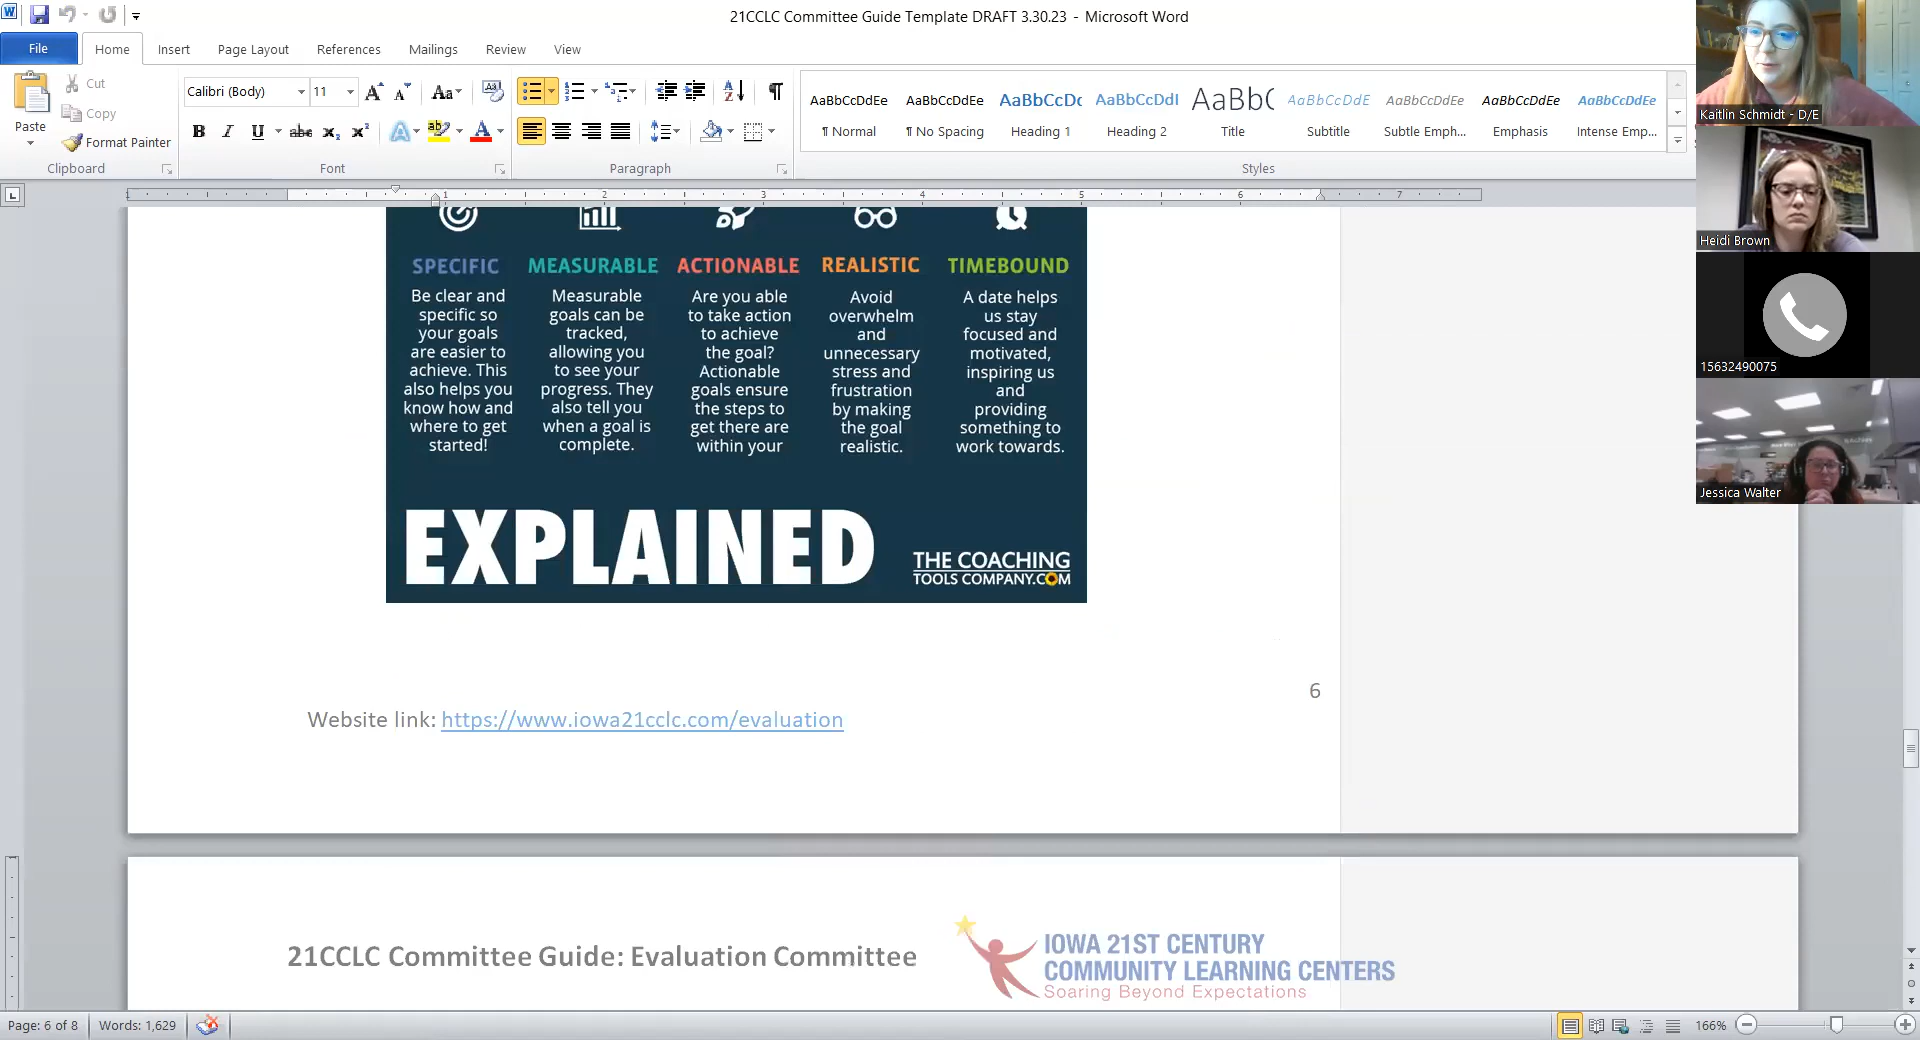 21CCLC Committee Guide Template DRAFT 3.30.23 - Microsoft Word
File Home Insert Page Layout References Mailings Review View
Paste
Cut
Copy
Format Painter
Clipboard
Calibri (Body) 11
Font
Paragraph
AaBbCcDdEe AaBbCcDdEe AaBbCcDc AaBbCcDdI AaBbC AaBbCcDdE AaBbCcDdEe AaBbCcDdEe AaBbCcDdEe
¶ Normal ¶ No Spacing Heading 1 Heading 2 Title Subtitle Subtle Emph... Emphasis Intense Emp...
Styles
Kaitlin Schmidt - D/E
Heidi Brown
15632490075
Jessica Walter
1 2 3 4 5 6 7
SPECIFIC
Be clear and
specific so
your goals
are easier to
achieve. This
also helps you
know how and
where to get
started!
MEASURABLE
Measurable
goals can be
tracked,
allowing you
to see your
progress. They
also tell you
when a goal is
complete.
ACTIONABLE
Are you able
to take action
to achieve
the goal?
Actionable
goals ensure
the steps to
get there are
within your
REALISTIC
Avoid
overwhelm
and
unnecessary
stress and
frustration
by making
the goal
realistic.
TIMEBOUND
A date helps
us stay
focused and
motivated,
inspiring us
and
providing
something to
work towards.
EXPLAINED
THE COACHING
TOOLS COMPANY.COM
6
Website link: https://www.iowa21cclc.com/evaluation
21CCLC Committee Guide: Evaluation Committee
IOWA 21ST CENTURY
COMMUNITY LEARNING CENTERS
Soaring Beyond Expectations
Page: 6 of 8 Words: 1,629 166%